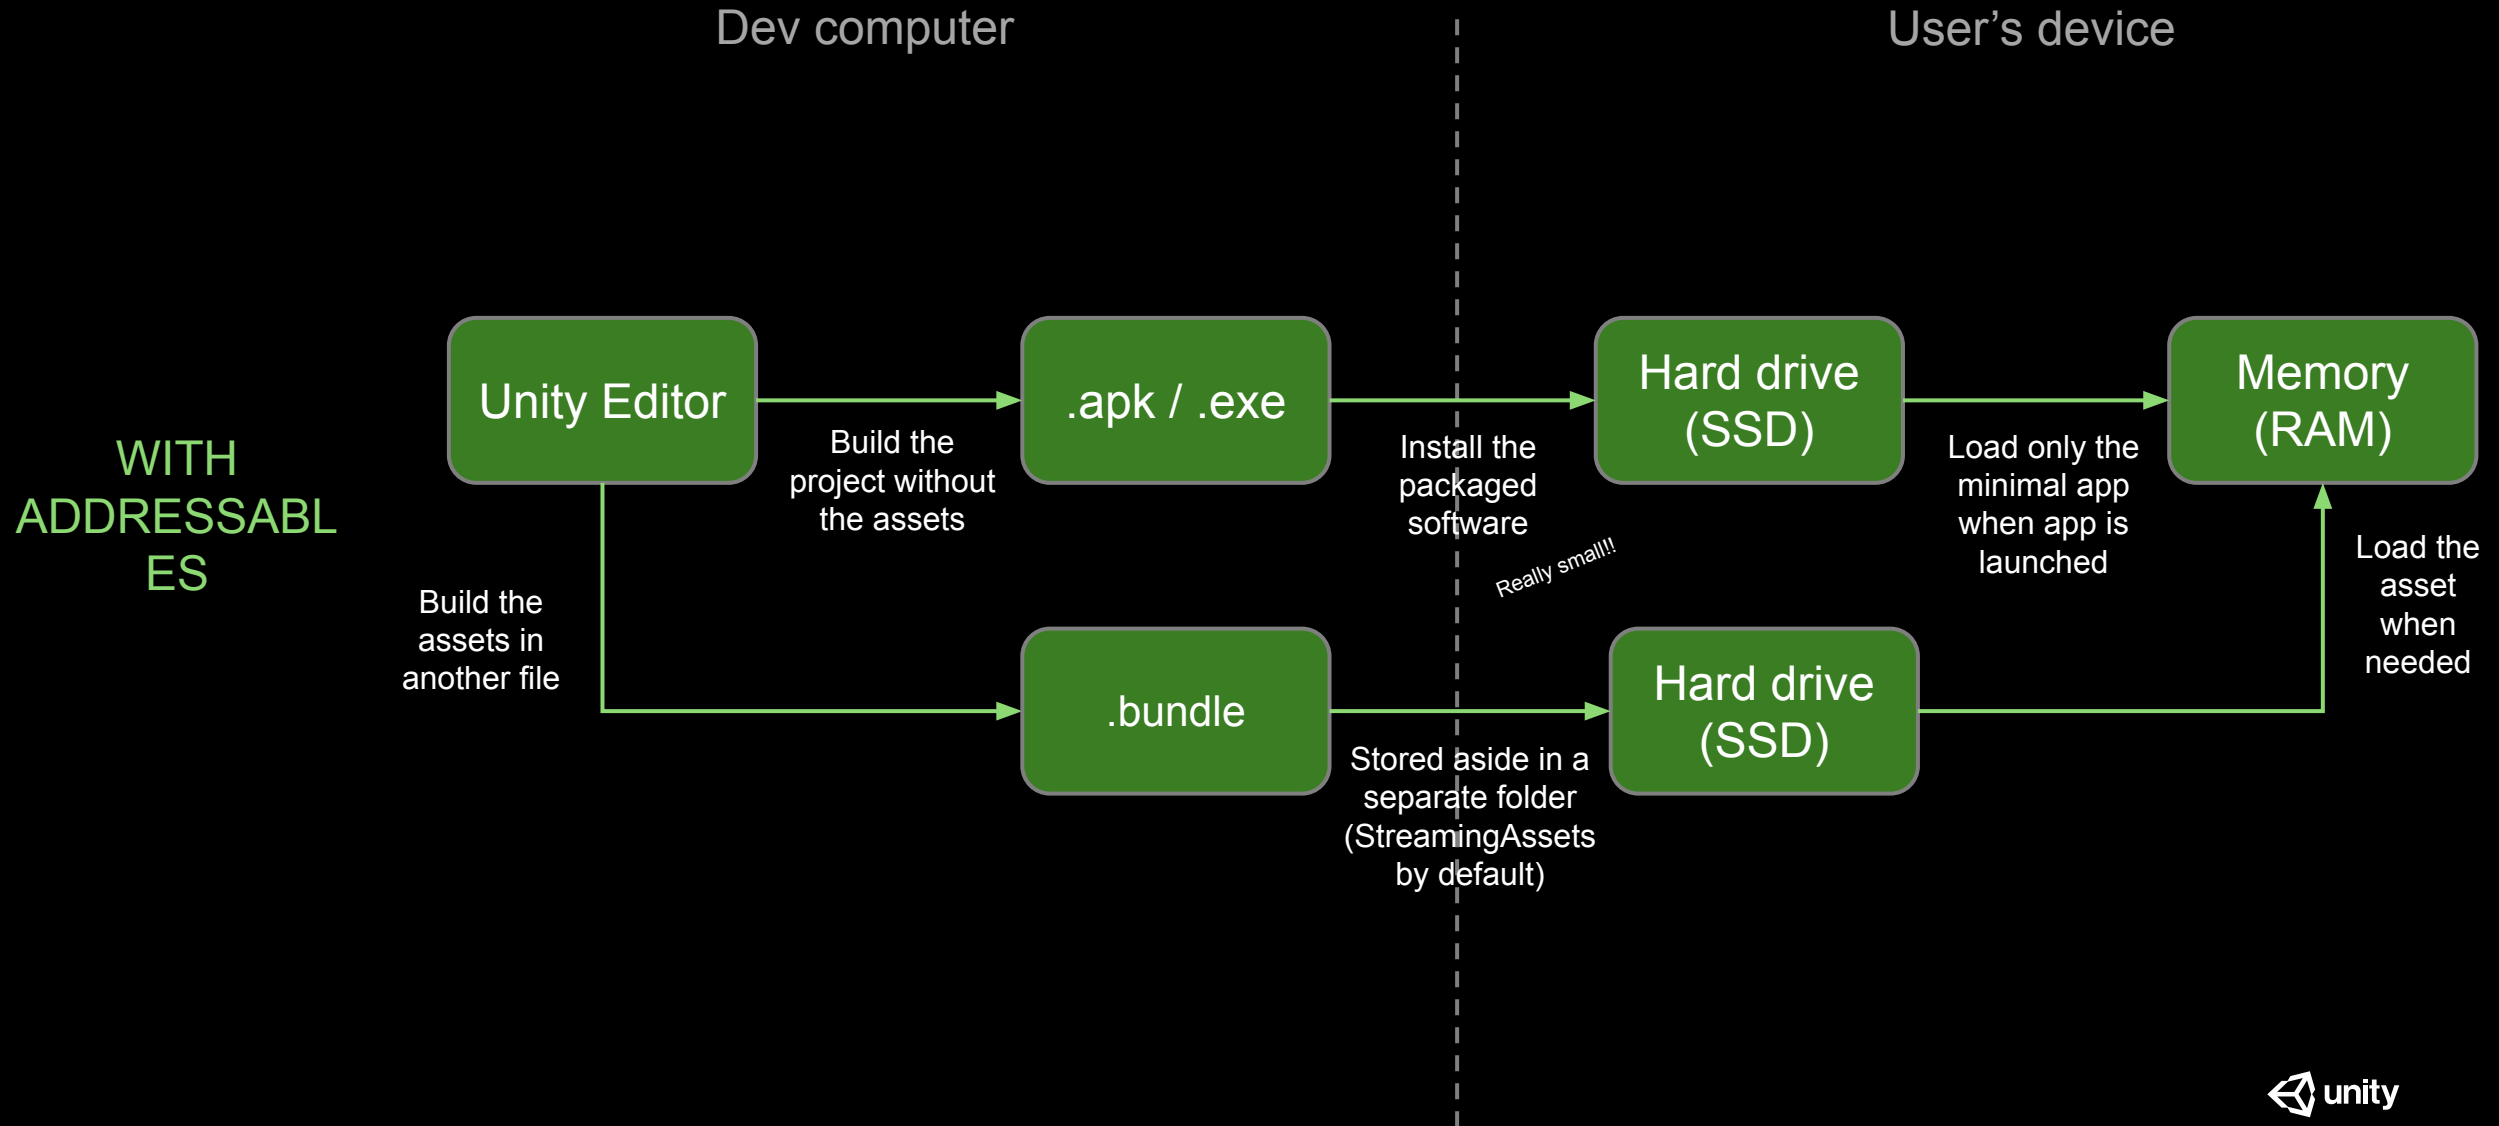 Dev computer
User’s device
WITH
ADDRESSABL
ES
Unity Editor
Build the
project without
the assets
.apk / .exe
Install the
packaged
software
Really small!!
Hard drive
(SSD)
Load only the
minimal app
when app is
launched
Memory
(RAM)
Build the
assets in
another file
.bundle
Stored aside in a
separate folder
(StreamingAssets
by default)
Hard drive
(SSD)
Load the
asset
when
needed
unity